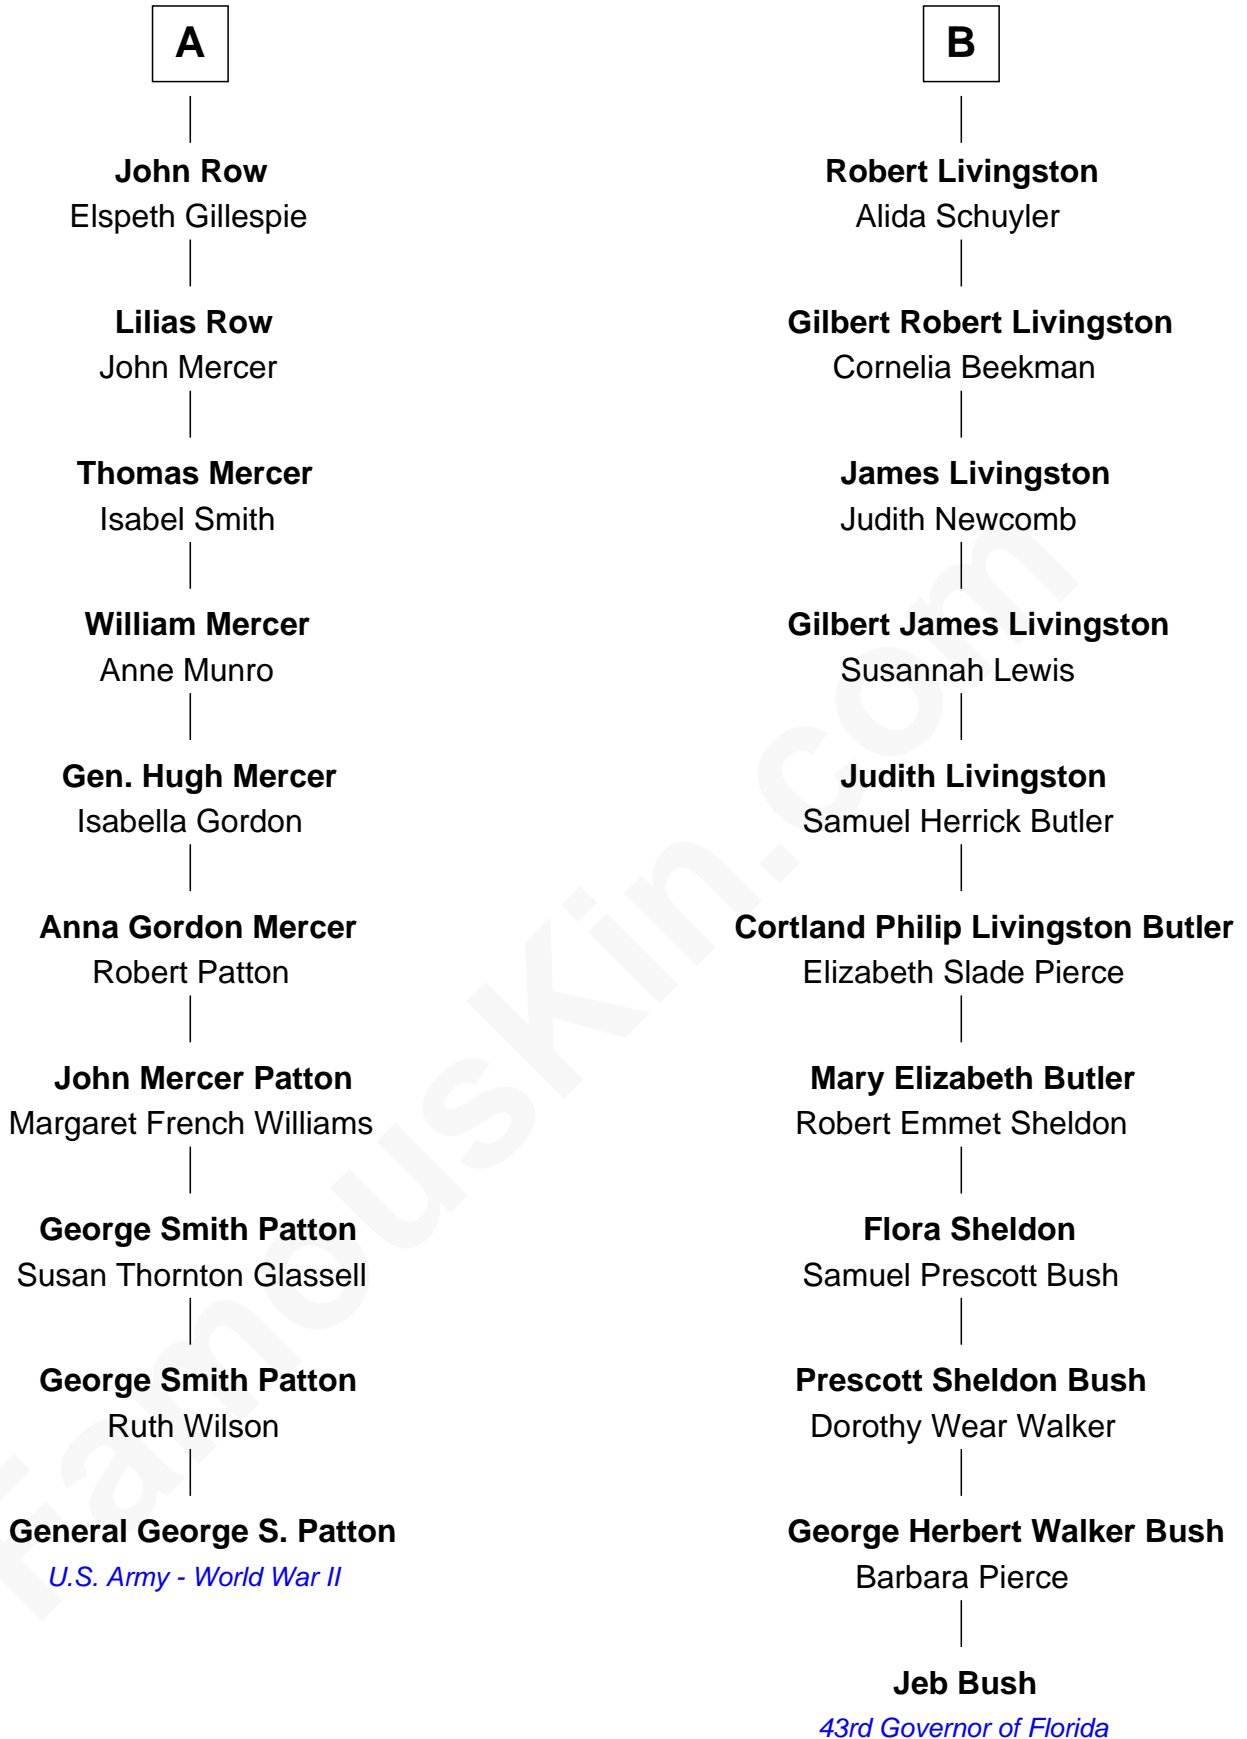 A
John Row
Elspeth Gillespie
Lilias Row
John Mercer
Thomas Mercer
Isabel Smith
William Mercer
Anne Munro
Gen. Hugh Mercer
Isabella Gordon
Anna Gordon Mercer
Robert Patton
John Mercer Patton
Margaret French Williams
George Smith Patton
Susan Thornton Glassell
George Smith Patton
Ruth Wilson
General George S. Patton
U.S. Army - World War II
B
Robert Livingston
Alida Schuyler
Gilbert Robert Livingston
Cornelia Beekman
James Livingston
Judith Newcomb
Gilbert James Livingston
Susannah Lewis
Judith Livingston
Samuel Herrick Butler
Cortland Philip Livingston Butler
Elizabeth Slade Pierce
Mary Elizabeth Butler
Robert Emmet Sheldon
Flora Sheldon
Samuel Prescott Bush
Prescott Sheldon Bush
Dorothy Wear Walker
George Herbert Walker Bush
Barbara Pierce
Jeb Bush
43rd Governor of Florida
FamousKin.com